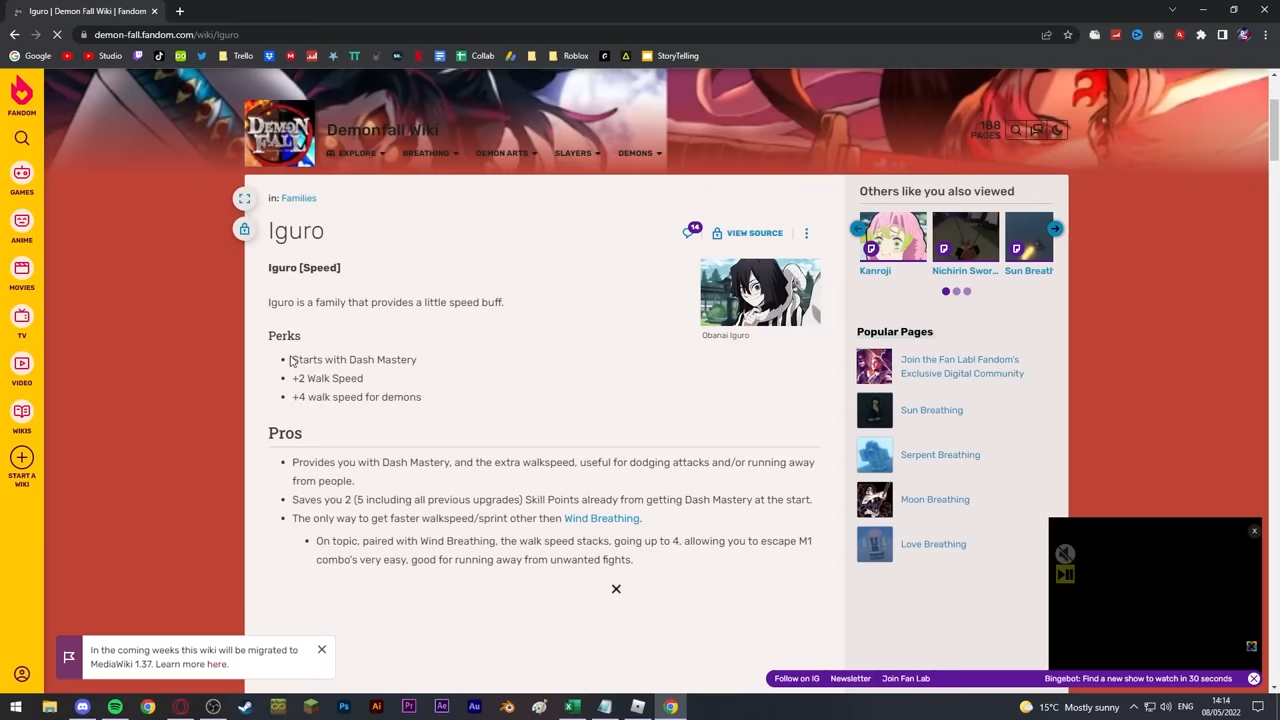 Iguro | Demon Fall Wiki | Fandom
demon-fall.fandom.com/wiki/Iguro
Google
Studio
Trello
Collab
Roblox
StoryTelling
FANDOM
GAMES
ANIME
MOVIES
TV
VIDEO
WIKIS
START A
WIKI
DEMON
FALL
Demonfall Wiki
EXPLORE
BREATHING
DEMON ARTS
SLAYERS
DEMONS
188
PAGES
in: Families
Iguro
14
VIEW SOURCE
Iguro [Speed]
Iguro is a family that provides a little speed buff.
Obanai Iguro
Perks
Starts with Dash Mastery
+2 Walk Speed
+4 walk speed for demons
Pros
Provides you with Dash Mastery, and the extra walkspeed, useful for dodging attacks and/or running away
from people.
Saves you 2 (5 including all previous upgrades) Skill Points already from getting Dash Mastery at the start.
The only way to get faster walkspeed/sprint other then Wind Breathing.
On topic, paired with Wind Breathing, the walk speed stacks, going up to 4, allowing you to escape M1
combo's very easy. good for running away from unwanted fights.
Others like you also viewed
Kanroji
Nichirin Swor...
Sun Breath
Popular Pages
Join the Fan Lab! Fandom's
Exclusive Digital Community
Sun Breathing
Serpent Breathing
Moon Breathing
Love Breathing
In the coming weeks this wiki will be migrated to
MediaWiki 1.37. Learn more here.
Follow on IG
Newsletter
Join Fan Lab
Bingebot: Find a new show to watch in 30 seconds
15°C Mostly sunny
ENG
14:14
08/05/2022